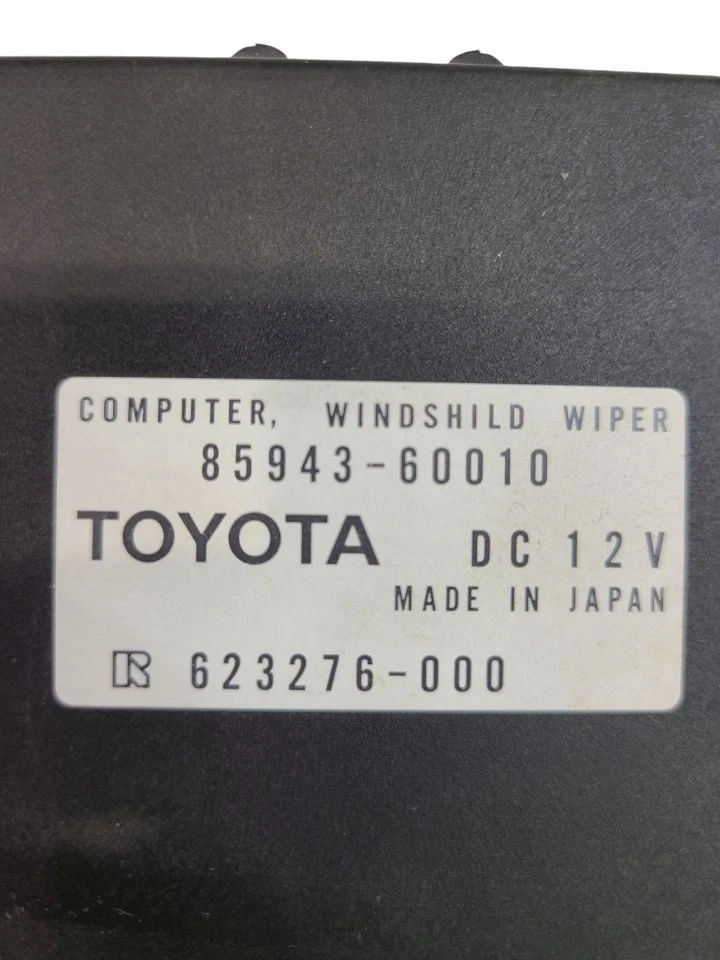 COMPUTER, WINDSHILD WIPER
85943-60010
TOYOTA DC 12V
MADE IN JAPAN
R 623276-000